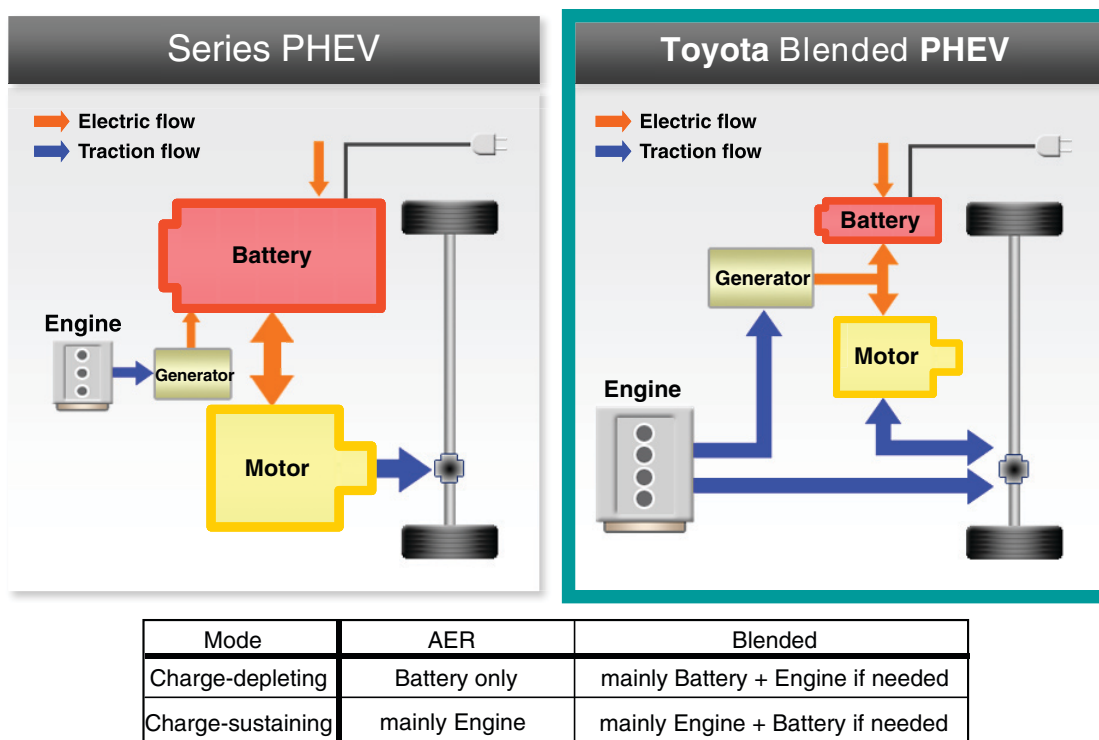 Series PHEV
Electric flow
Traction flow
Battery
Engine
Generator
Motor
Toyota Blended PHEV
Electric flow
Traction flow
Battery
Generator
Motor
Engine
Mode AER Blended
Charge-depleting Battery only mainly Battery + Engine if needed
Charge-sustaining mainly Engine mainly Engine + Battery if needed